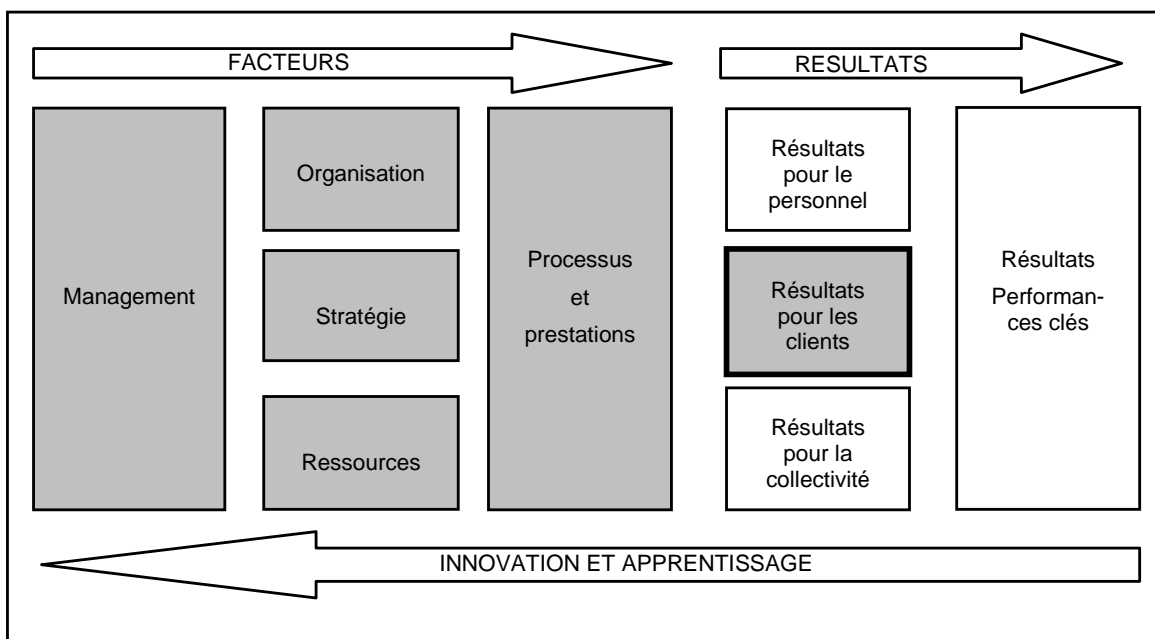 FACTEURS
RESULTATS
Management
Organisation
Stratégie
Ressources
Processus
et
prestations
Résultats
pour le
personnel
Résultats
pour les
clients
Résultats
pour la
collectivité
Résultats
Performan-
ces clés
INNOVATION ET APPRENTISSAGE